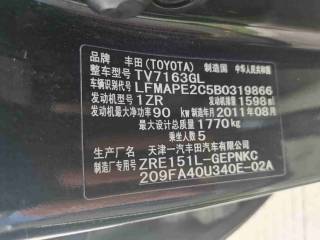 品牌 丰田(TOYOTA) 制造国 中华人民共和国
整车型号 TV7163GL
车辆识别代号 LFMAPE2C5B0319866
发动机型号 1ZR 发动机排量 1598 ml
发动机最大净功率 90 kw 制造年月 2011年08月
最大设计总质量 1770 kg
乘坐人数 5
生产厂名 天津一汽丰田汽车有限公司
制造厂专用号 ZRE151L-GEPNKC
209FA40U340E-02A